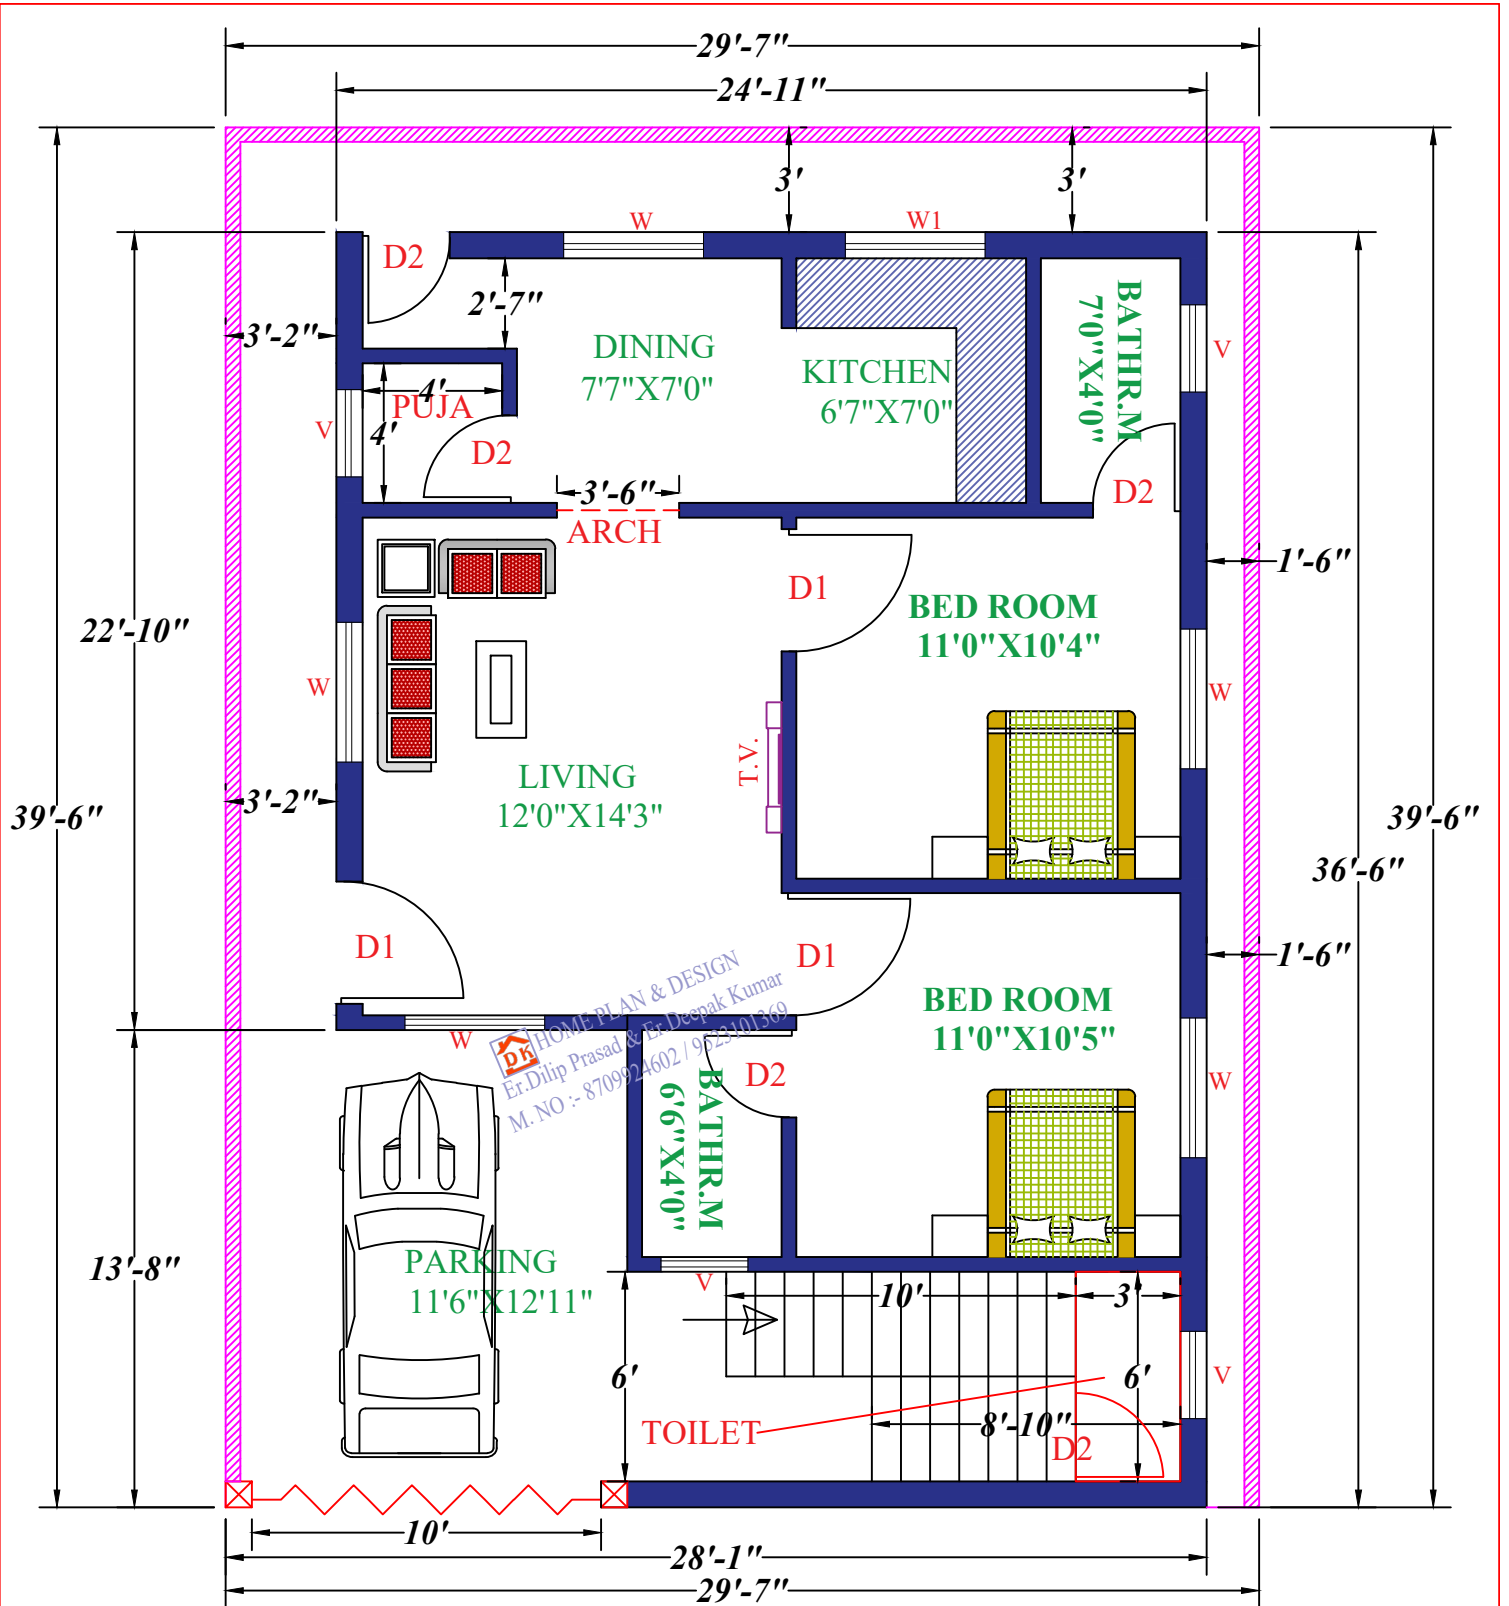 29'-7"
24'-11"
3'
3'
W
W1
D2
2'-7"
3'-2"
DINING
7'7"X7'0"
KITCHEN
6'7"X7'0"
BATHR.M
7'0"X4'0"
V
4'
PUJA
V
4'
D2
D2
3'-6"
ARCH
1'-6"
D1
BED ROOM
11'0"X10'4"
22'-10"
W
W
T.V.
LIVING
12'0"X14'3"
3'-2"
39'-6"
39'-6"
36'-6"
D1
D1
1'-6"
BED ROOM
11'0"X10'5"
W
W
DK
HOME PLAN & DESIGN
Er.Dilip Prasad & Er.Deepak Kumar
M. NO :- 8709924602 / 9523101369
D2
BATHR.M
6'6"X4'0"
13'-8"
PARKING
11'6"X12'11"
V
10'
3'
6'
6'
V
TOILET
8'-10"
D2
10'
28'-1"
29'-7"